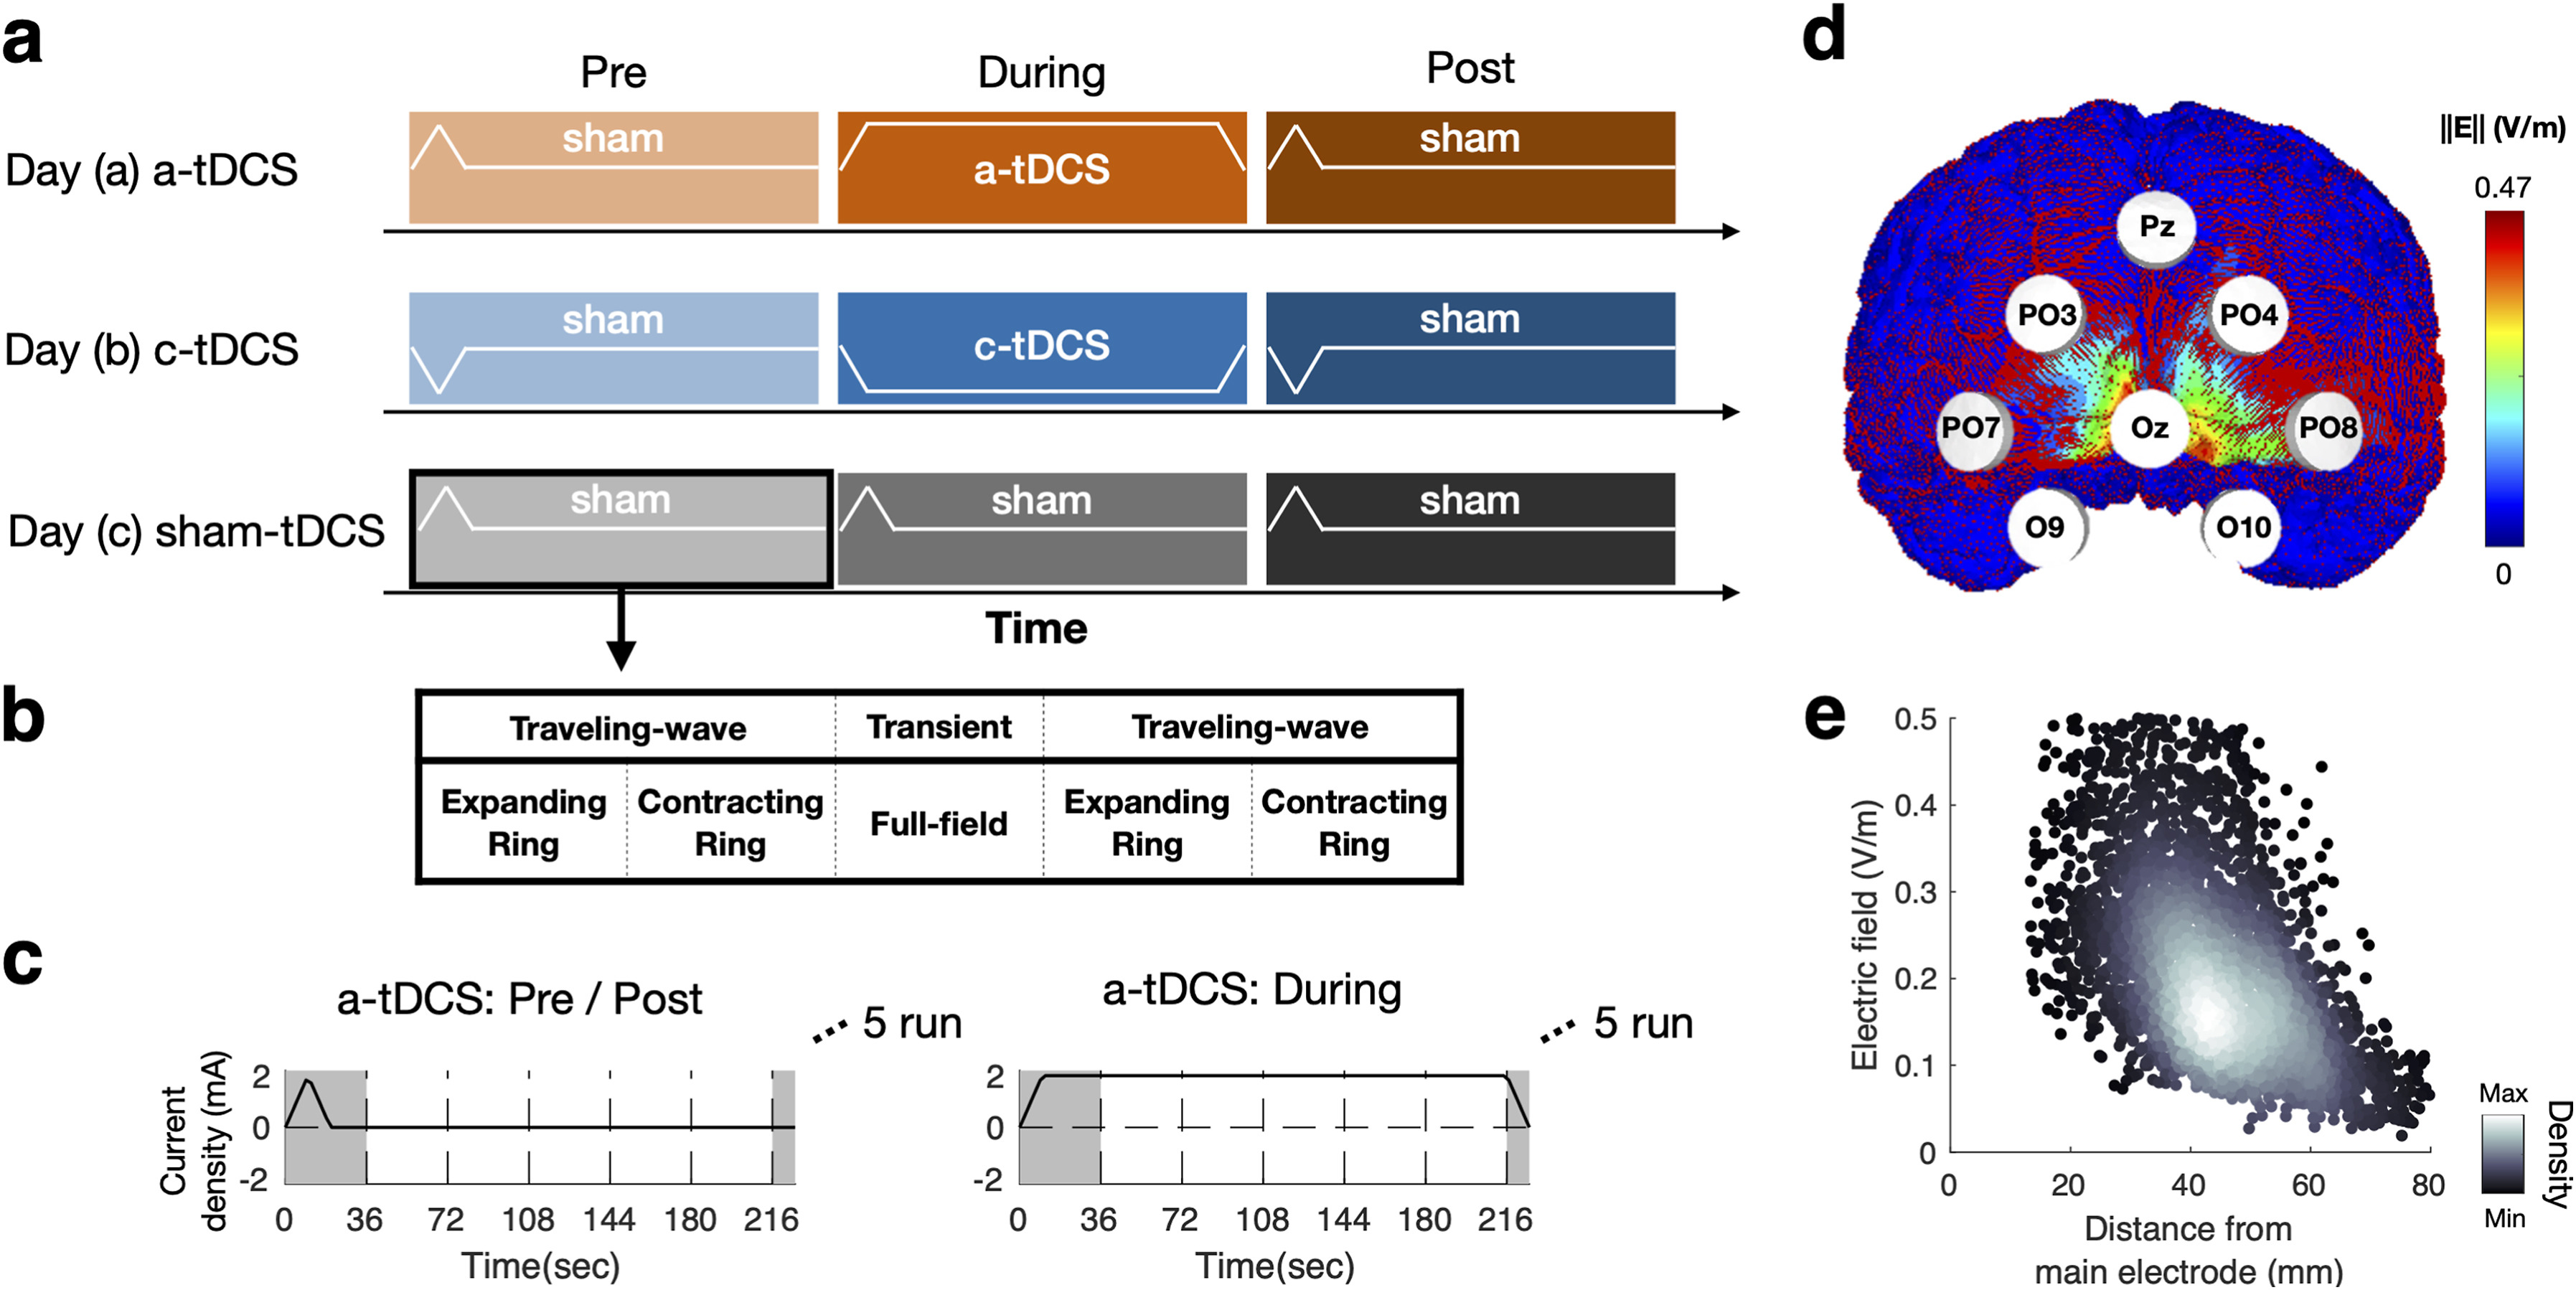 a
Pre During Post
Day (a) a-tDCS
sham
a-tDCS
sham
Day (b) c-tDCS
sham
c-tDCS
sham
Day (c) sham-tDCS
sham
sham
sham
Time
b
Traveling-wave Transient Traveling-wave
Expanding Ring
Contracting Ring
Full-field
Expanding Ring
Contracting Ring
c
a-tDCS: Pre / Post
5 run
Current
density (mA)
2
0
-2
0 36 72 108 144 180 216
Time(sec)
a-tDCS: During
5 run
2
0
-2
0 36 72 108 144 180 216
Time(sec)
d
||E|| (V/m)
0.47
0
Pz
PO3 PO4
PO7 Oz PO8
O9 O10
e
Electric field (V/m)
0.5
0.4
0.3
0.2
0.1
0
0 20 40 60 80
Distance from
main electrode (mm)
Max
Min
Density